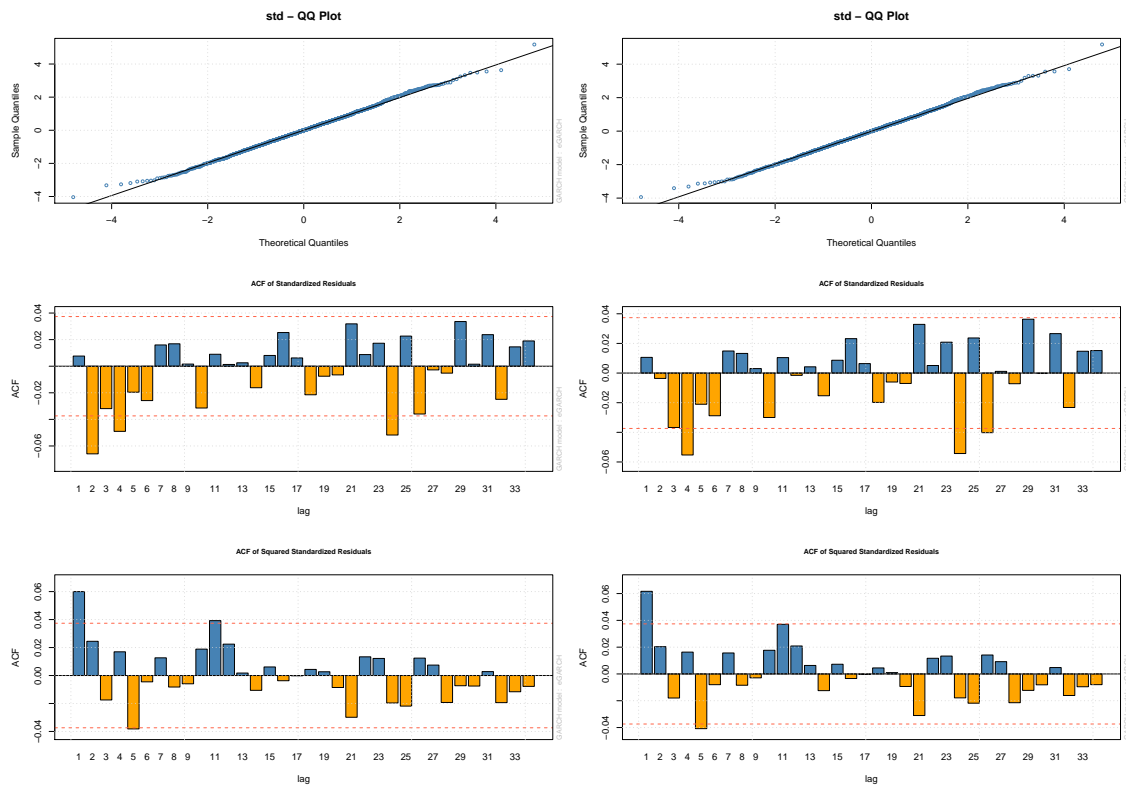 std – QQ Plot
Sample Quantiles
4
2
0
−2
−4
−4 −2 0 2 4
Theoretical Quantiles
GARCH model : eGARCH
std – QQ Plot
Sample Quantiles
4
2
0
−2
−4
−4 −2 0 2 4
Theoretical Quantiles
ACF of Standardized Residuals
ACF
0.04
0.02
0.00
−0.02
−0.06
1 2 3 4 5 6 7 8 9 11 13 15 17 19 21 23 25 27 29 31 33
lag
GARCH model : eGARCH
ACF of Standardized Residuals
ACF
0.04
0.02
0.00
−0.02
−0.06
1 2 3 4 5 6 7 8 9 11 13 15 17 19 21 23 25 27 29 31 33
lag
ACF of Squared Standardized Residuals
ACF
0.06
0.04
0.02
0.00
−0.04
1 2 3 4 5 6 7 8 9 11 13 15 17 19 21 23 25 27 29 31 33
lag
GARCH model : eGARCH
ACF of Squared Standardized Residuals
ACF
0.06
0.04
0.02
0.00
−0.04
1 2 3 4 5 6 7 8 9 11 13 15 17 19 21 23 25 27 29 31 33
lag